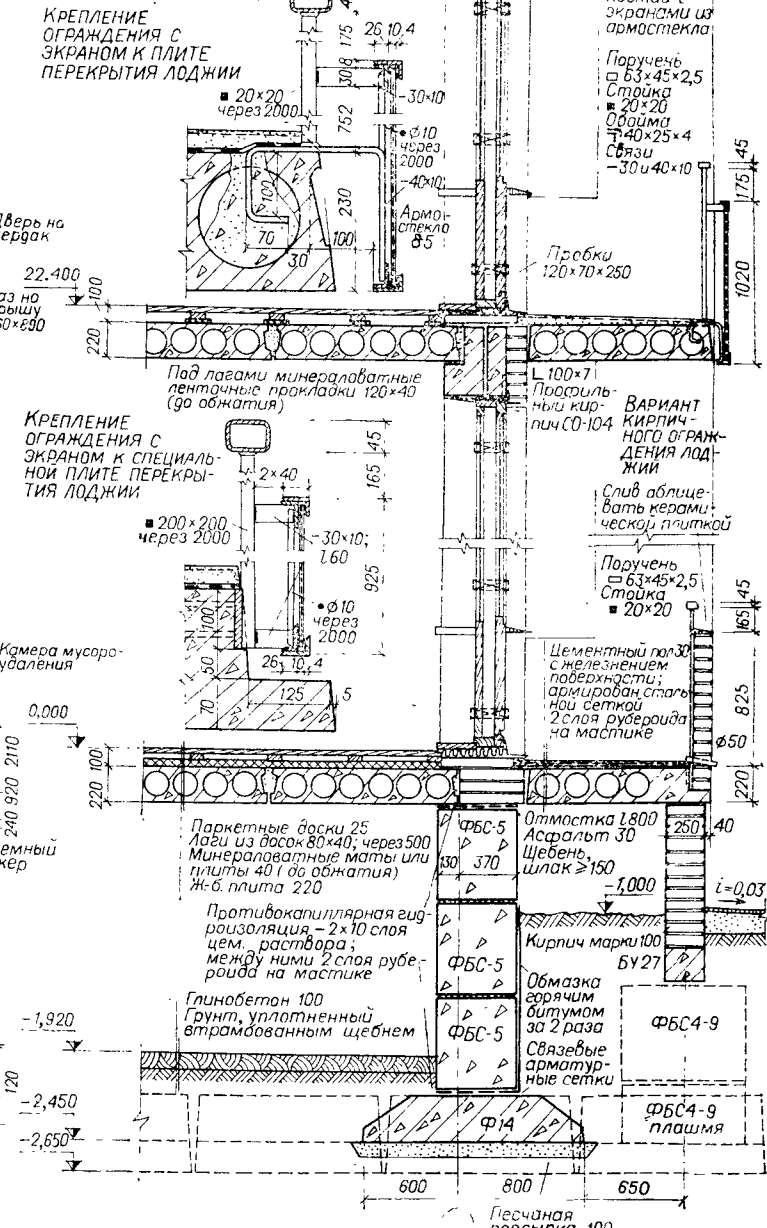 КРЕПЛЕНИЕ
ОГРАЖДЕНИЯ С
ЭКРАНОМ К ПЛИТЕ
ПЕРЕКРЫТИЯ ЛОДЖИИ
экранами из
армостекла
Поручень
63×45×2,5
Стойка
20×20
Обойма
40×25×4
Связи
–30 и 40×10
26 10 4
175
8
30
752
230
20×20
через 2000
–30×10
Ø10
через
2000
–40×10
Армо-
стекло
δ5
100
70
30
100
45
175
1020
Дверь на
чердак
22.400
100
220
Пробки
120×70×250
Под лагами минераловатные
ленточные прокладки 120×40
(до обжатия)
∟100×7
Профиль-
ный кир-
пич СО-104
ВАРИАНТ
КИРПИЧ-
НОГО ОГРАЖ-
ДЕНИЯ ЛОД-
ЖИИ
КРЕПЛЕНИЕ
ОГРАЖДЕНИЯ С
ЭКРАНОМ К СПЕЦИАЛЬ-
НОЙ ПЛИТЕ ПЕРЕКРЫ-
ТИЯ ЛОДЖИИ
2×40
45
165
925
200×200
через 2000
–30×10;
l.60
Ø10
через
2000
100
50
70
26 10 4
125
5
Слив облице-
вать керами-
ческой плиткой
Поручень
63×45×2,5
Стойка
20×20
45
165
825
220
Ø50
Камера мусоро-
удаления
Цементный пол 30
с железнением
поверхности;
армирован сталь-
ной сеткой
2 слоя рубероида
на мастике
0,000
2110
920
240
100
220
Паркетные доски 25
Лаги из досок 80×40; через 500
Минераловатные маты или
плиты 40 (до обжатия)
Ж-б. плита 220
ФБС-5
130 370
Отмостка l.800
Асфальт 30
Щебень,
шлак ≥150
250 40
–1,000
i=0,03
Противокапиллярная гид-
роизоляция, – 2×10 слоя
цем. раствора;
между ними 2 слоя рубе-
роида на мастике
ФБС-5
Кирпич марки 100
БУ27
Глинобетон 100
Грунт, уплотненный
втрамбованным щебнем
ФБС-5
Обмазка
горячим
битумом
за 2 раза
Связевые
арматур-
ные сетки
ФБС4-9
–1,920
120
–2,450
–2,650
Ф14
ФБС4-9
плашмя
600 800 650
Песчаная